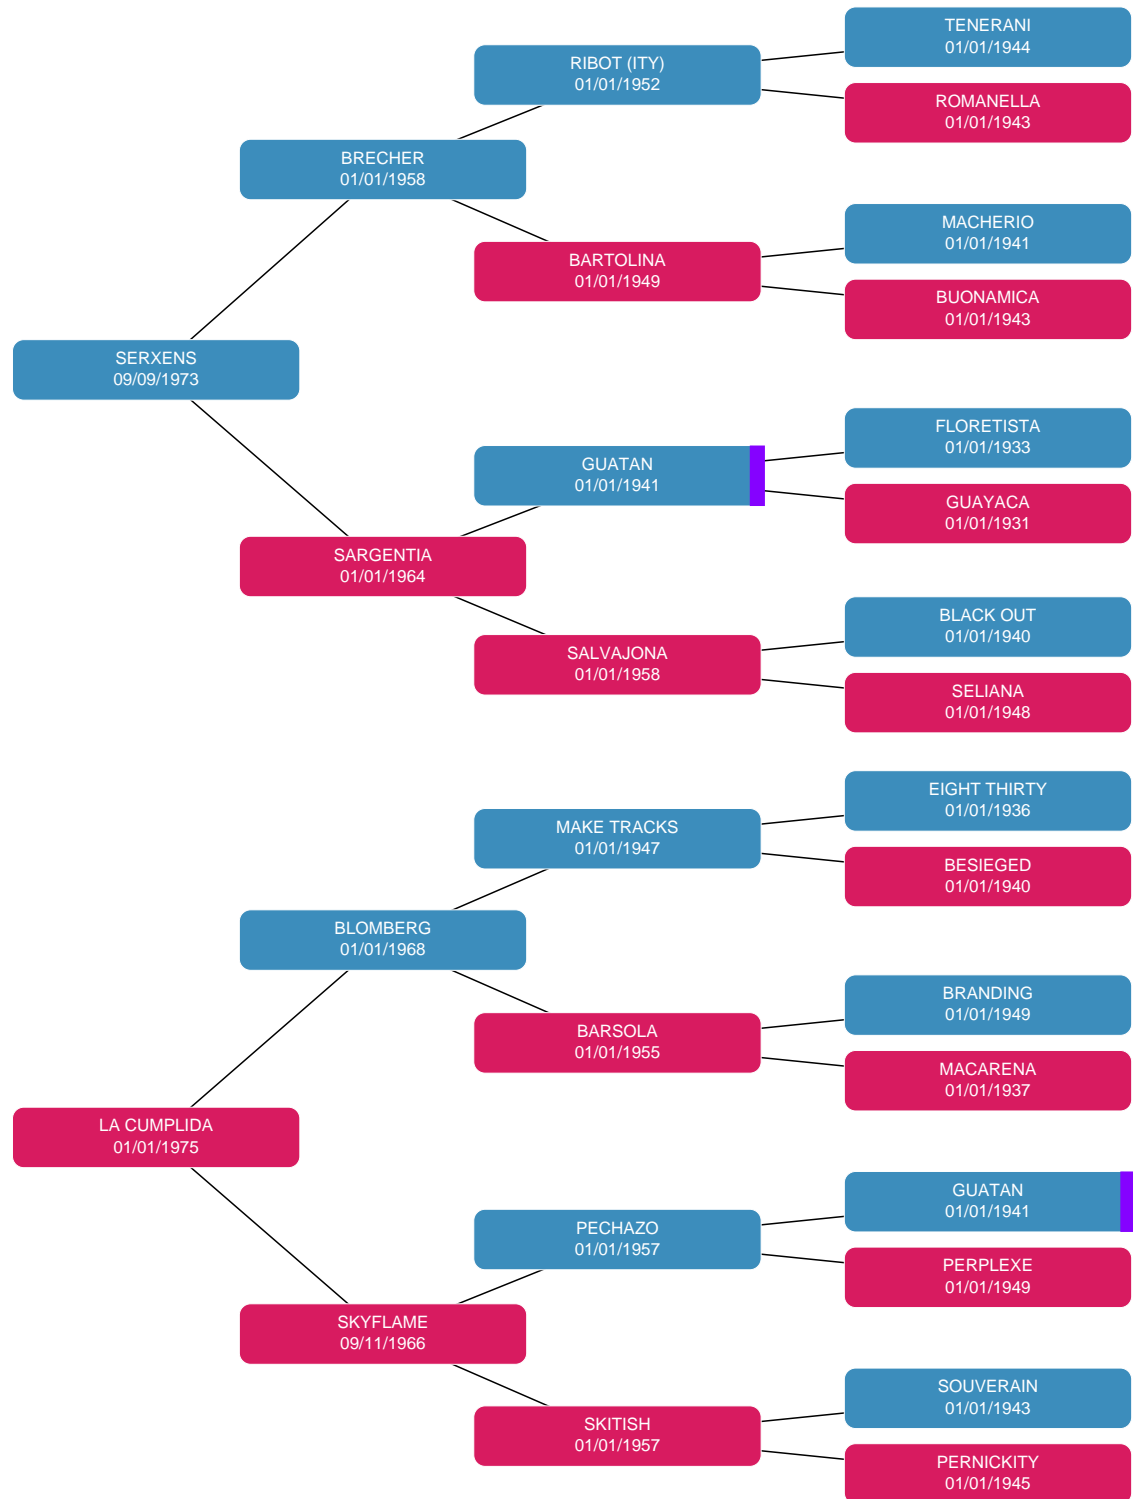 TENERANI
01/01/1944
RIBOT (ITY)
01/01/1952
ROMANELLA
01/01/1943
BRECHER
01/01/1958
MACHERIO
01/01/1941
BARTOLINA
01/01/1949
BUONAMICA
01/01/1943
SERXENS
09/09/1973
FLORETISTA
01/01/1933
GUATAN
01/01/1941
GUAYACA
01/01/1931
SARGENTIA
01/01/1964
BLACK OUT
01/01/1940
SALVAJONA
01/01/1958
SELIANA
01/01/1948
EIGHT THIRTY
01/01/1936
MAKE TRACKS
01/01/1947
BESIEGED
01/01/1940
BLOMBERG
01/01/1968
BRANDING
01/01/1949
BARSOLA
01/01/1955
MACARENA
01/01/1937
LA CUMPLIDA
01/01/1975
GUATAN
01/01/1941
PECHAZO
01/01/1957
PERPLEXE
01/01/1949
SKYFLAME
09/11/1966
SOUVERAIN
01/01/1943
SKITISH
01/01/1957
PERNICKITY
01/01/1945